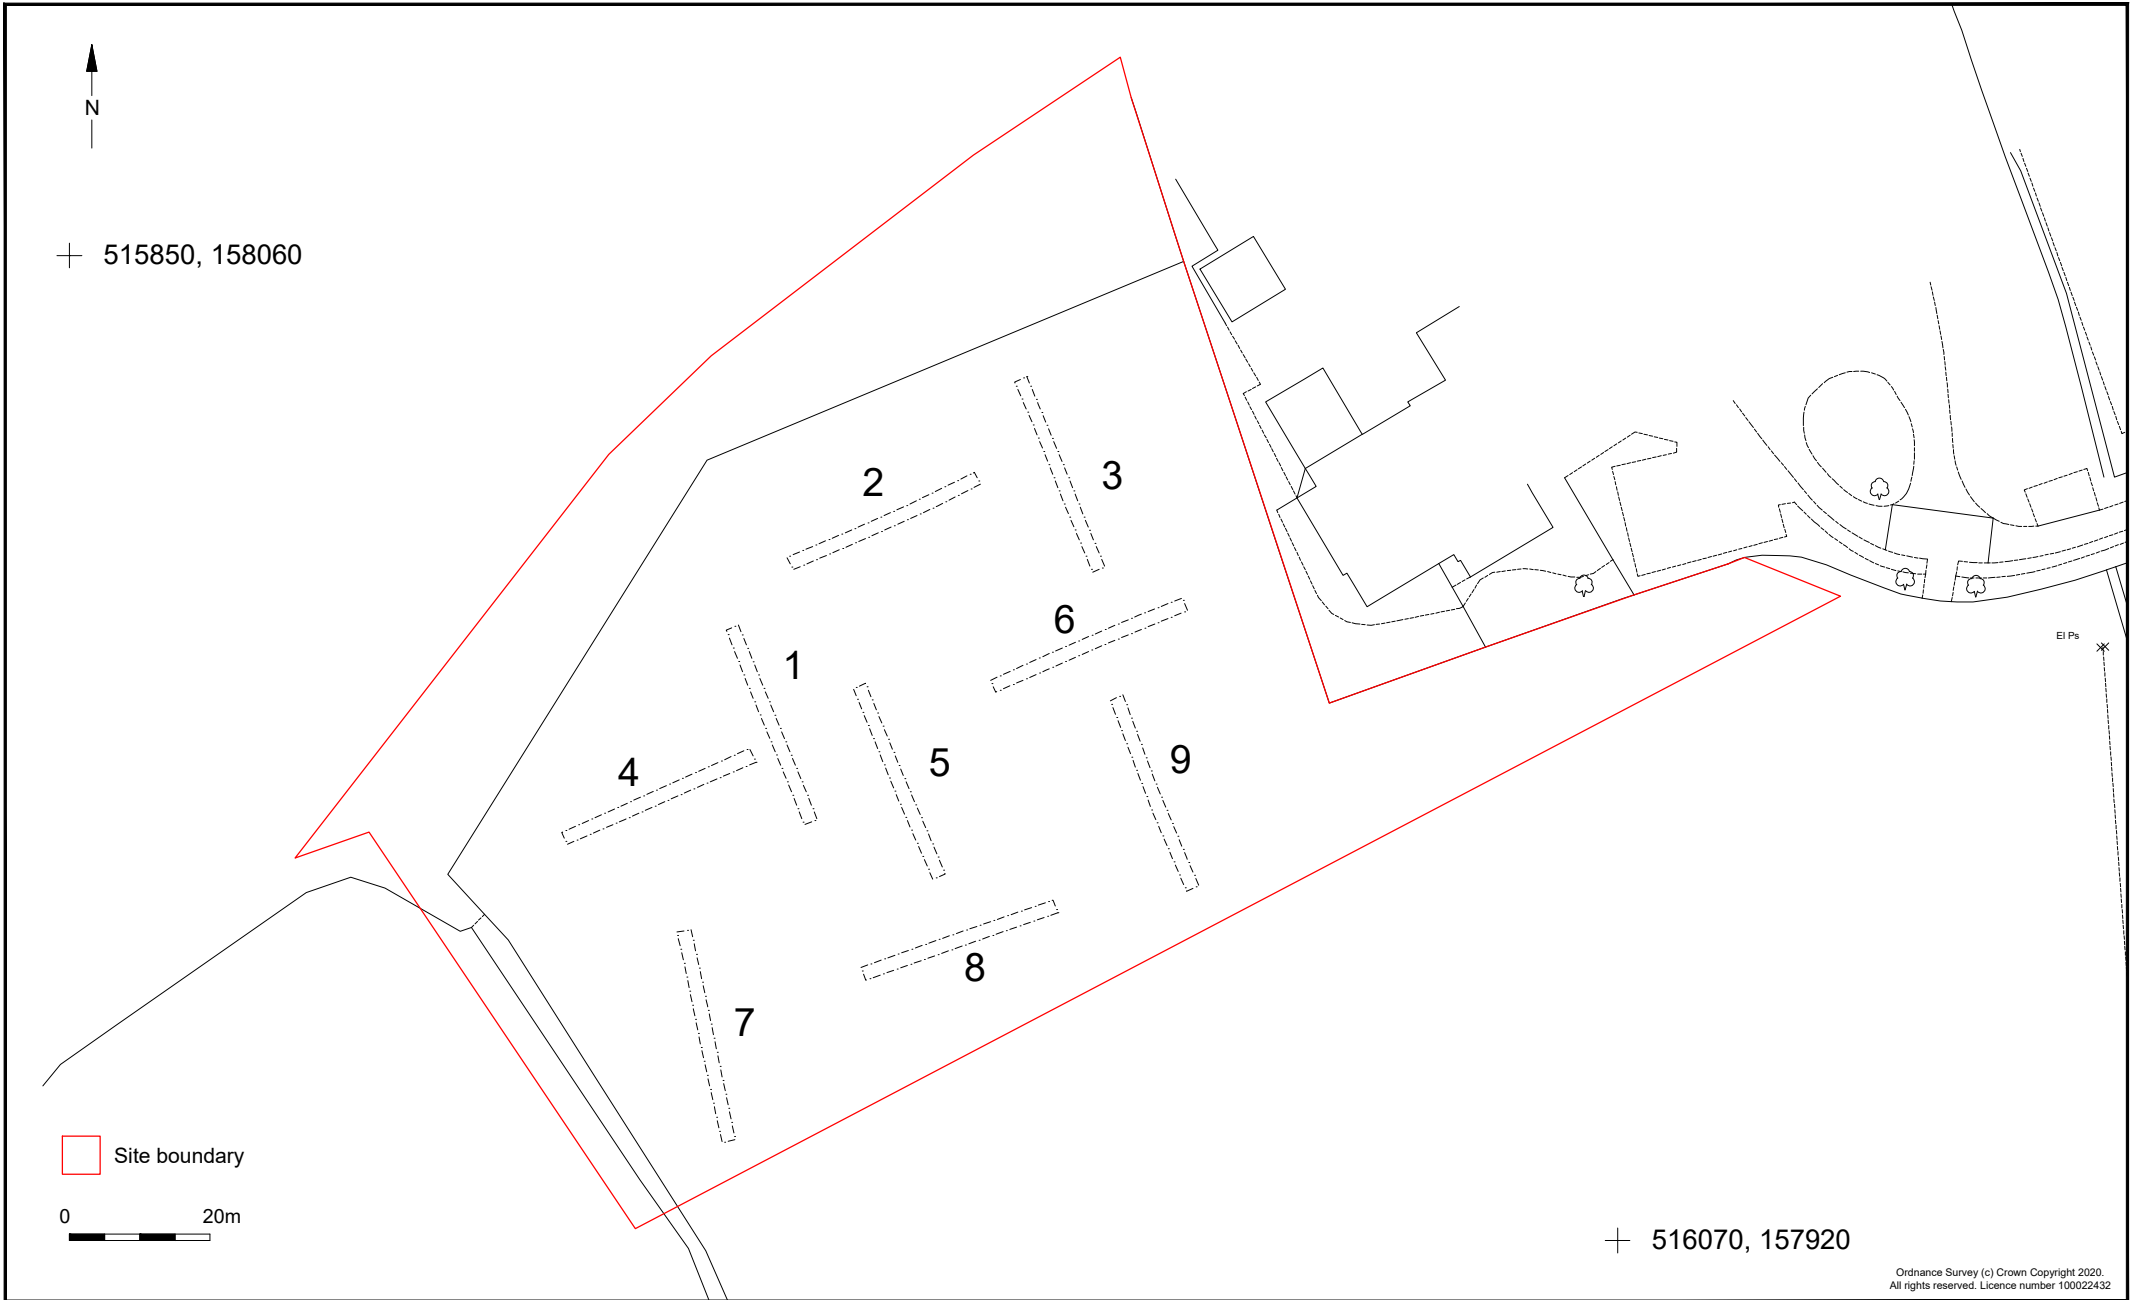 N
515850, 158060
2
3
6
1
5
9
4
8
7
El Ps
Site boundary
0 20m
516070, 157920
Ordnance Survey (c) Crown Copyright 2020.
All rights reserved. Licence number 100022432